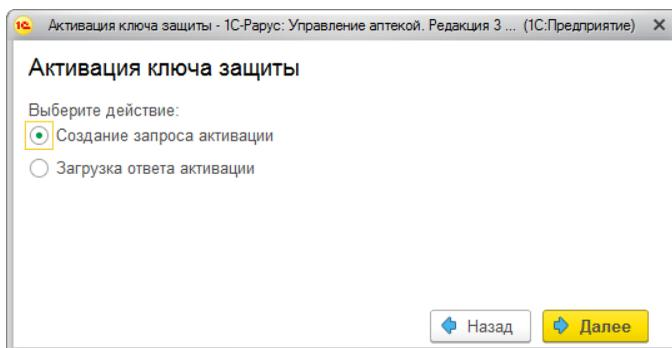 1С Активация ключа защиты - 1С-Рарус: Управление аптекой. Редакция 3 ... (1С:Предприятие)
Активация ключа защиты
Выберите действие:
Создание запроса активации
Загрузка ответа активации
Назад Далее